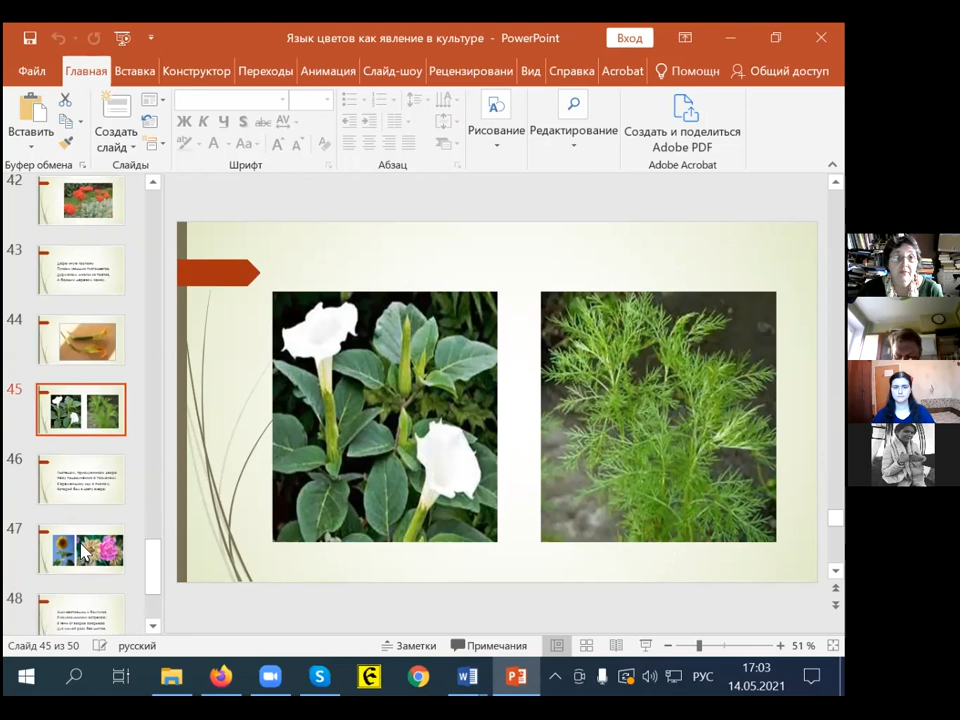 Язык цветов как явление в культуре - PowerPoint
Вход
Файл Главная Вставка Конструктор Переходы Анимация Слайд-шоу Рецензировани Вид Справка Acrobat Помощн Общий доступ
Вставить
Создать слайд
Ж К Ч S abc AV
A Aa A A A
Рисование
Редактирование
Создать и поделиться
Adobe PDF
Буфер обмена Слайды Шрифт Абзац Adobe Acrobat
42
43
44
45
46
47
48
Слайд 45 из 50 русский Заметки Примечания 51 %
РУС
17:03
14.05.2021